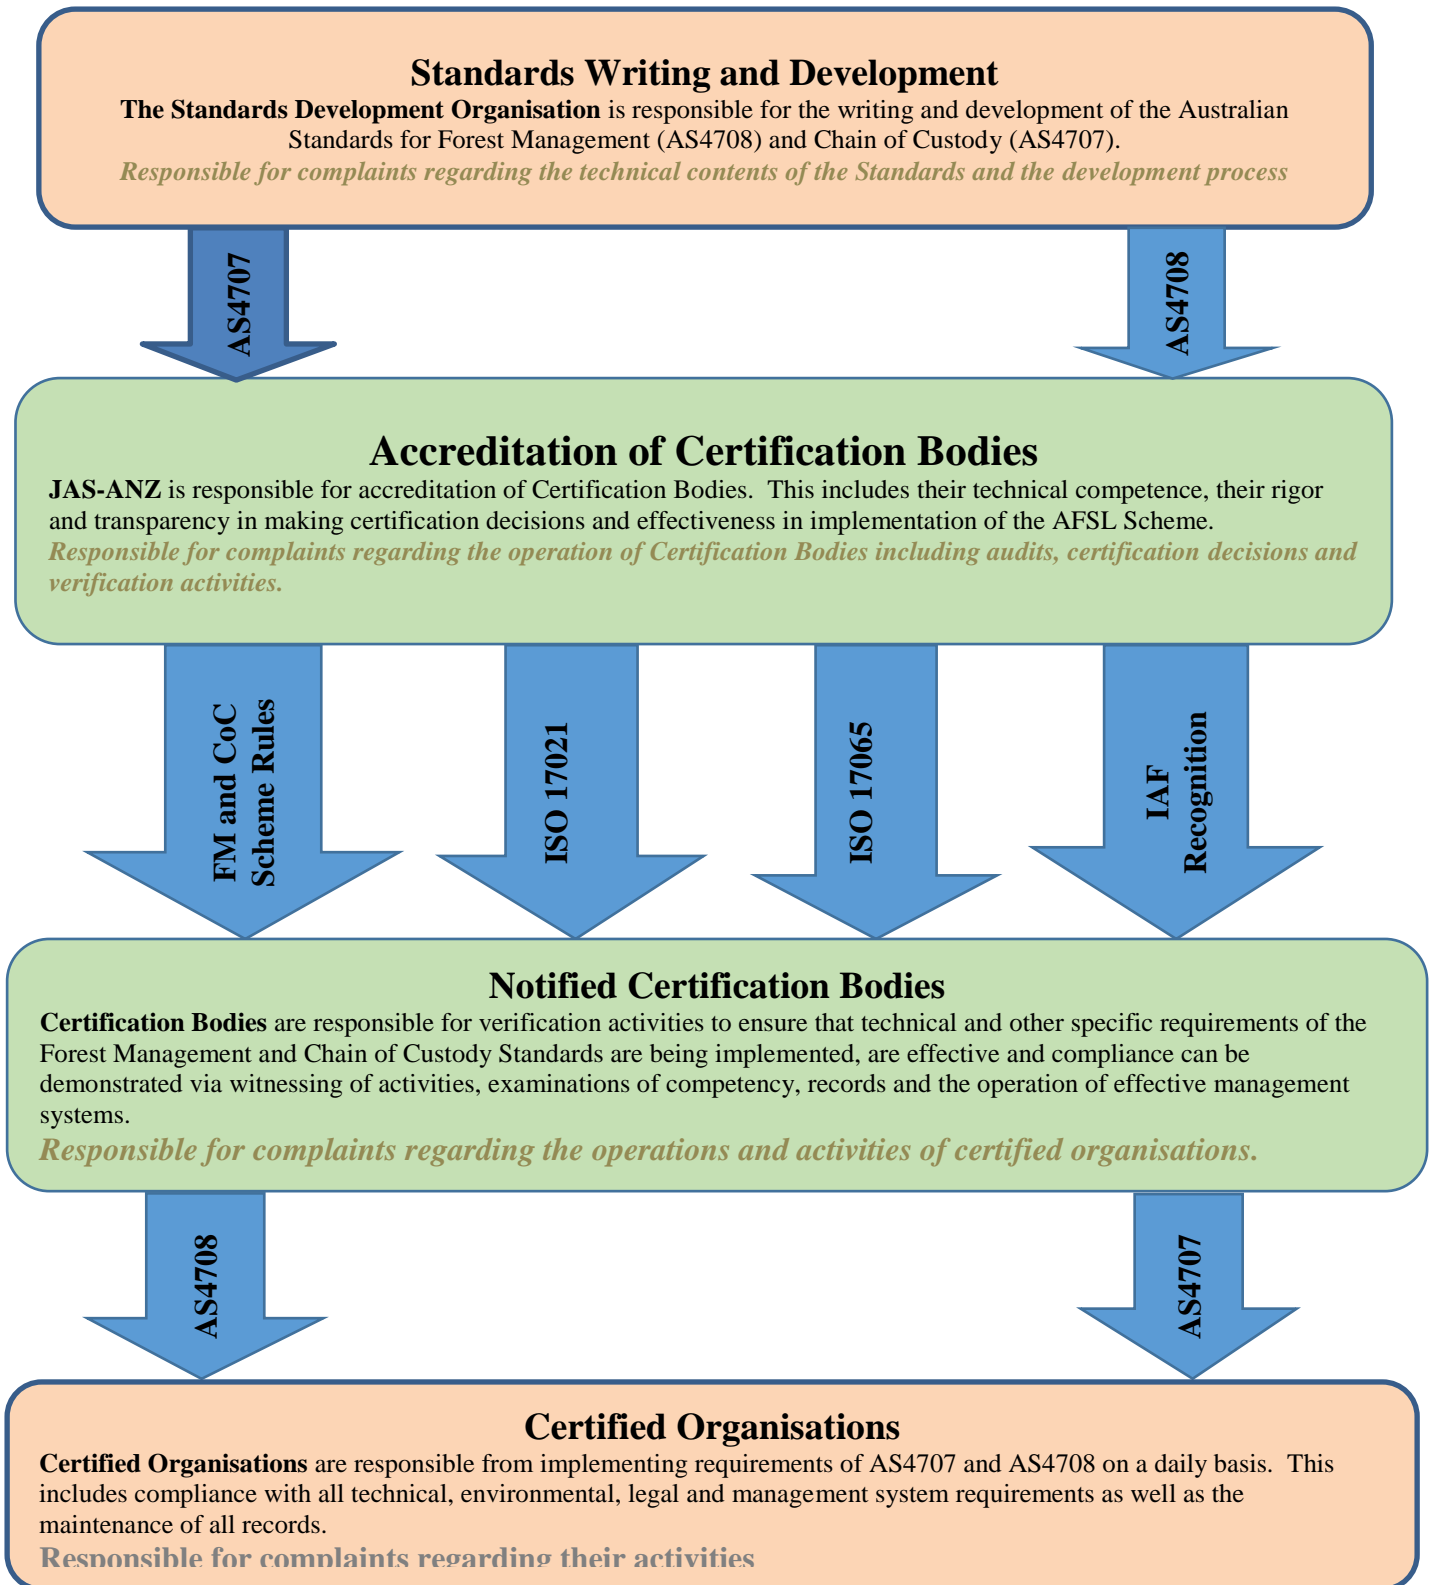 Standards Writing and Development
The Standards Development Organisation is responsible for the writing and development of the Australian
Standards for Forest Management (AS4708) and Chain of Custody (AS4707).
Responsible for complaints regarding the technical contents of the Standards and the development process
AS4707
AS4708
Accreditation of Certification Bodies
JAS-ANZ is responsible for accreditation of Certification Bodies.  This includes their technical competence, their rigor
and transparency in making certification decisions and effectiveness in implementation of the AFSL Scheme.
Responsible for complaints regarding the operation of Certification Bodies including audits, certification decisions and
verification activities.
FM and CoC
Scheme Rules
ISO 17021
ISO 17065
IAF
Recognition
Notified Certification Bodies
Certification Bodies are responsible for verification activities to ensure that technical and other specific requirements of the
Forest Management and Chain of Custody Standards are being implemented, are effective and compliance can be
demonstrated via witnessing of activities, examinations of competency, records and the operation of effective management
systems.
Responsible for complaints regarding the operations and activities of certified organisations.
AS4708
AS4707
Certified Organisations
Certified Organisations are responsible from implementing requirements of AS4707 and AS4708 on a daily basis.  This
includes compliance with all technical, environmental, legal and management system requirements as well as the
maintenance of all records.
Responsible for complaints regarding their activities